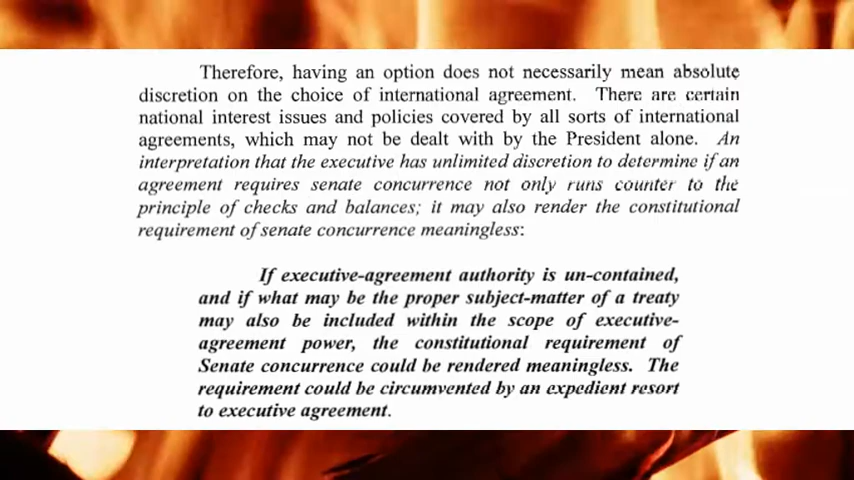 Therefore, having an option does not necessarily mean absolute
discretion on the choice of international agreement. There are certain
national interest issues and policies covered by all sorts of international
agreements, which may not be dealt with by the President alone. An
interpretation that the executive has unlimited discretion to determine if an
agreement requires senate concurrence not only runs counter to the
principle of checks and balances; it may also render the constitutional
requirement of senate concurrence meaningless:
If executive-agreement authority is un-contained,
and if what may be the proper subject-matter of a treaty
may also be included within the scope of executive-
agreement power, the constitutional requirement of
Senate concurrence could be rendered meaningless. The
requirement could be circumvented by an expedient resort
to executive agreement.